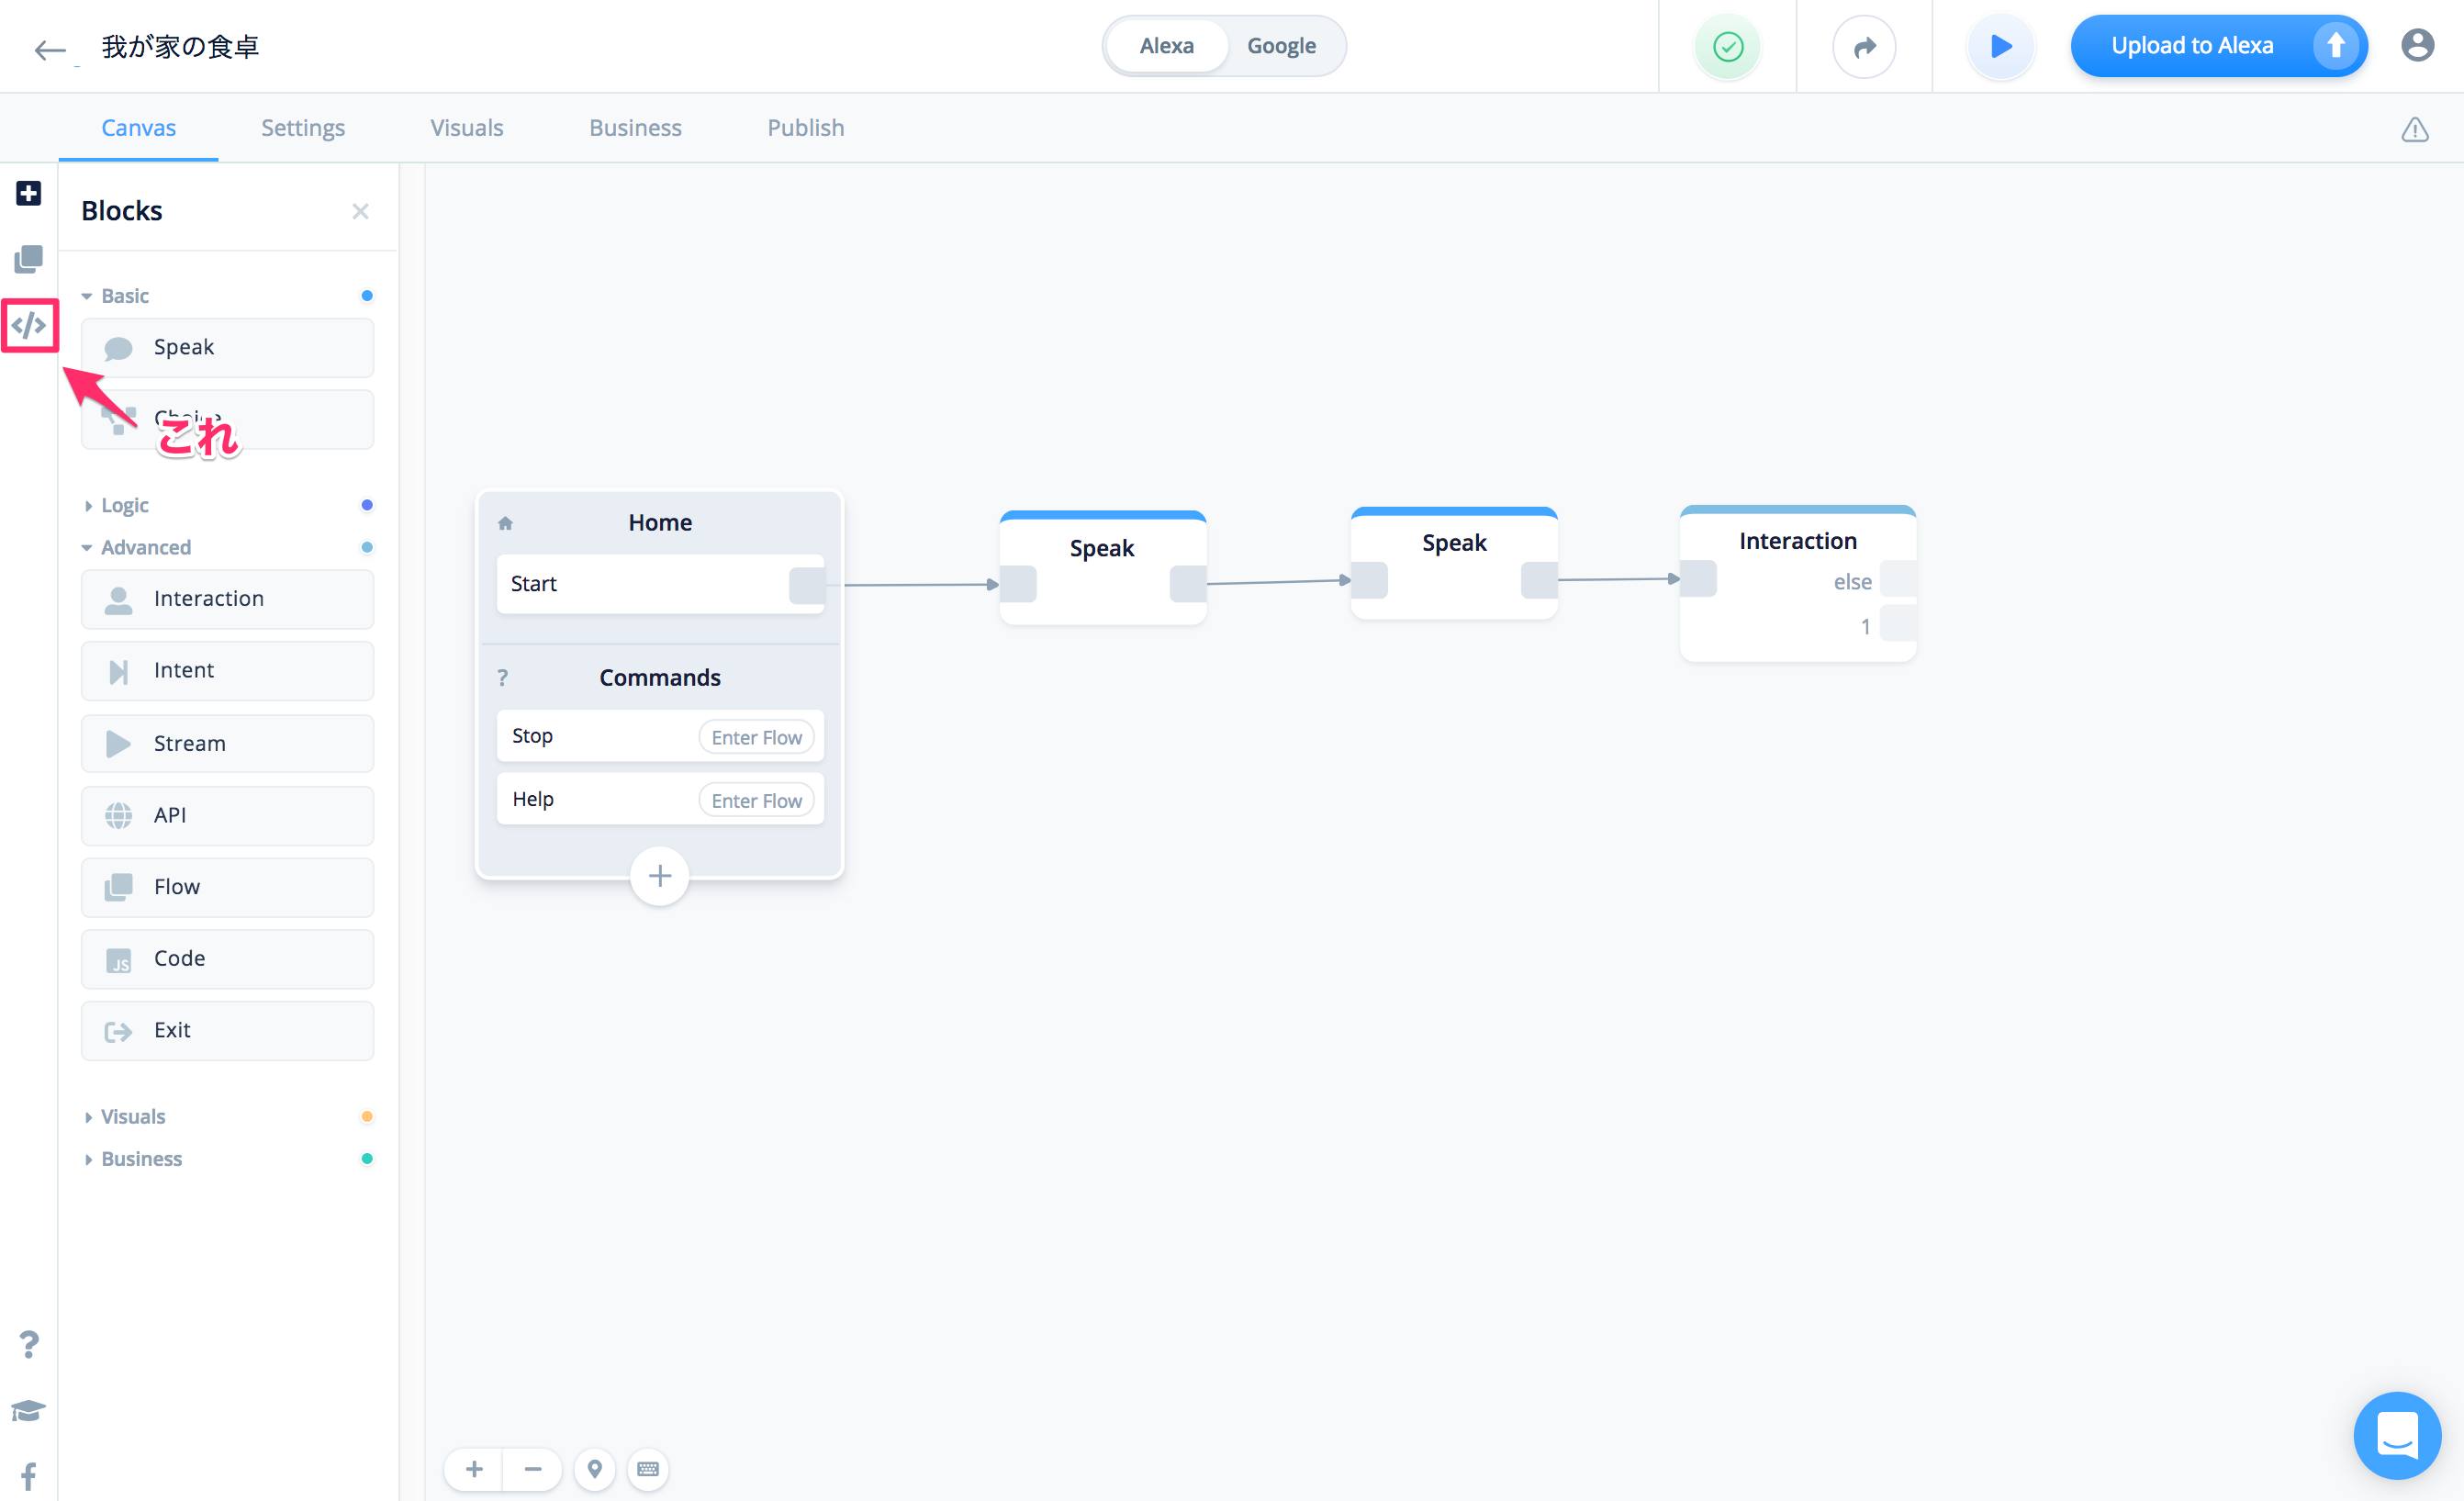 我が家の食卓
Alexa
Google
Upload to Alexa
Canvas
Settings
Visuals
Business
Publish
Blocks
Basic
Speak
Choice
これ
Logic
Advanced
Interaction
Intent
Stream
API
Flow
JS
Code
Exit
Visuals
Business
Home
Start
? Commands
Stop
Enter Flow
Help
Enter Flow
Speak
Speak
Interaction
else
1